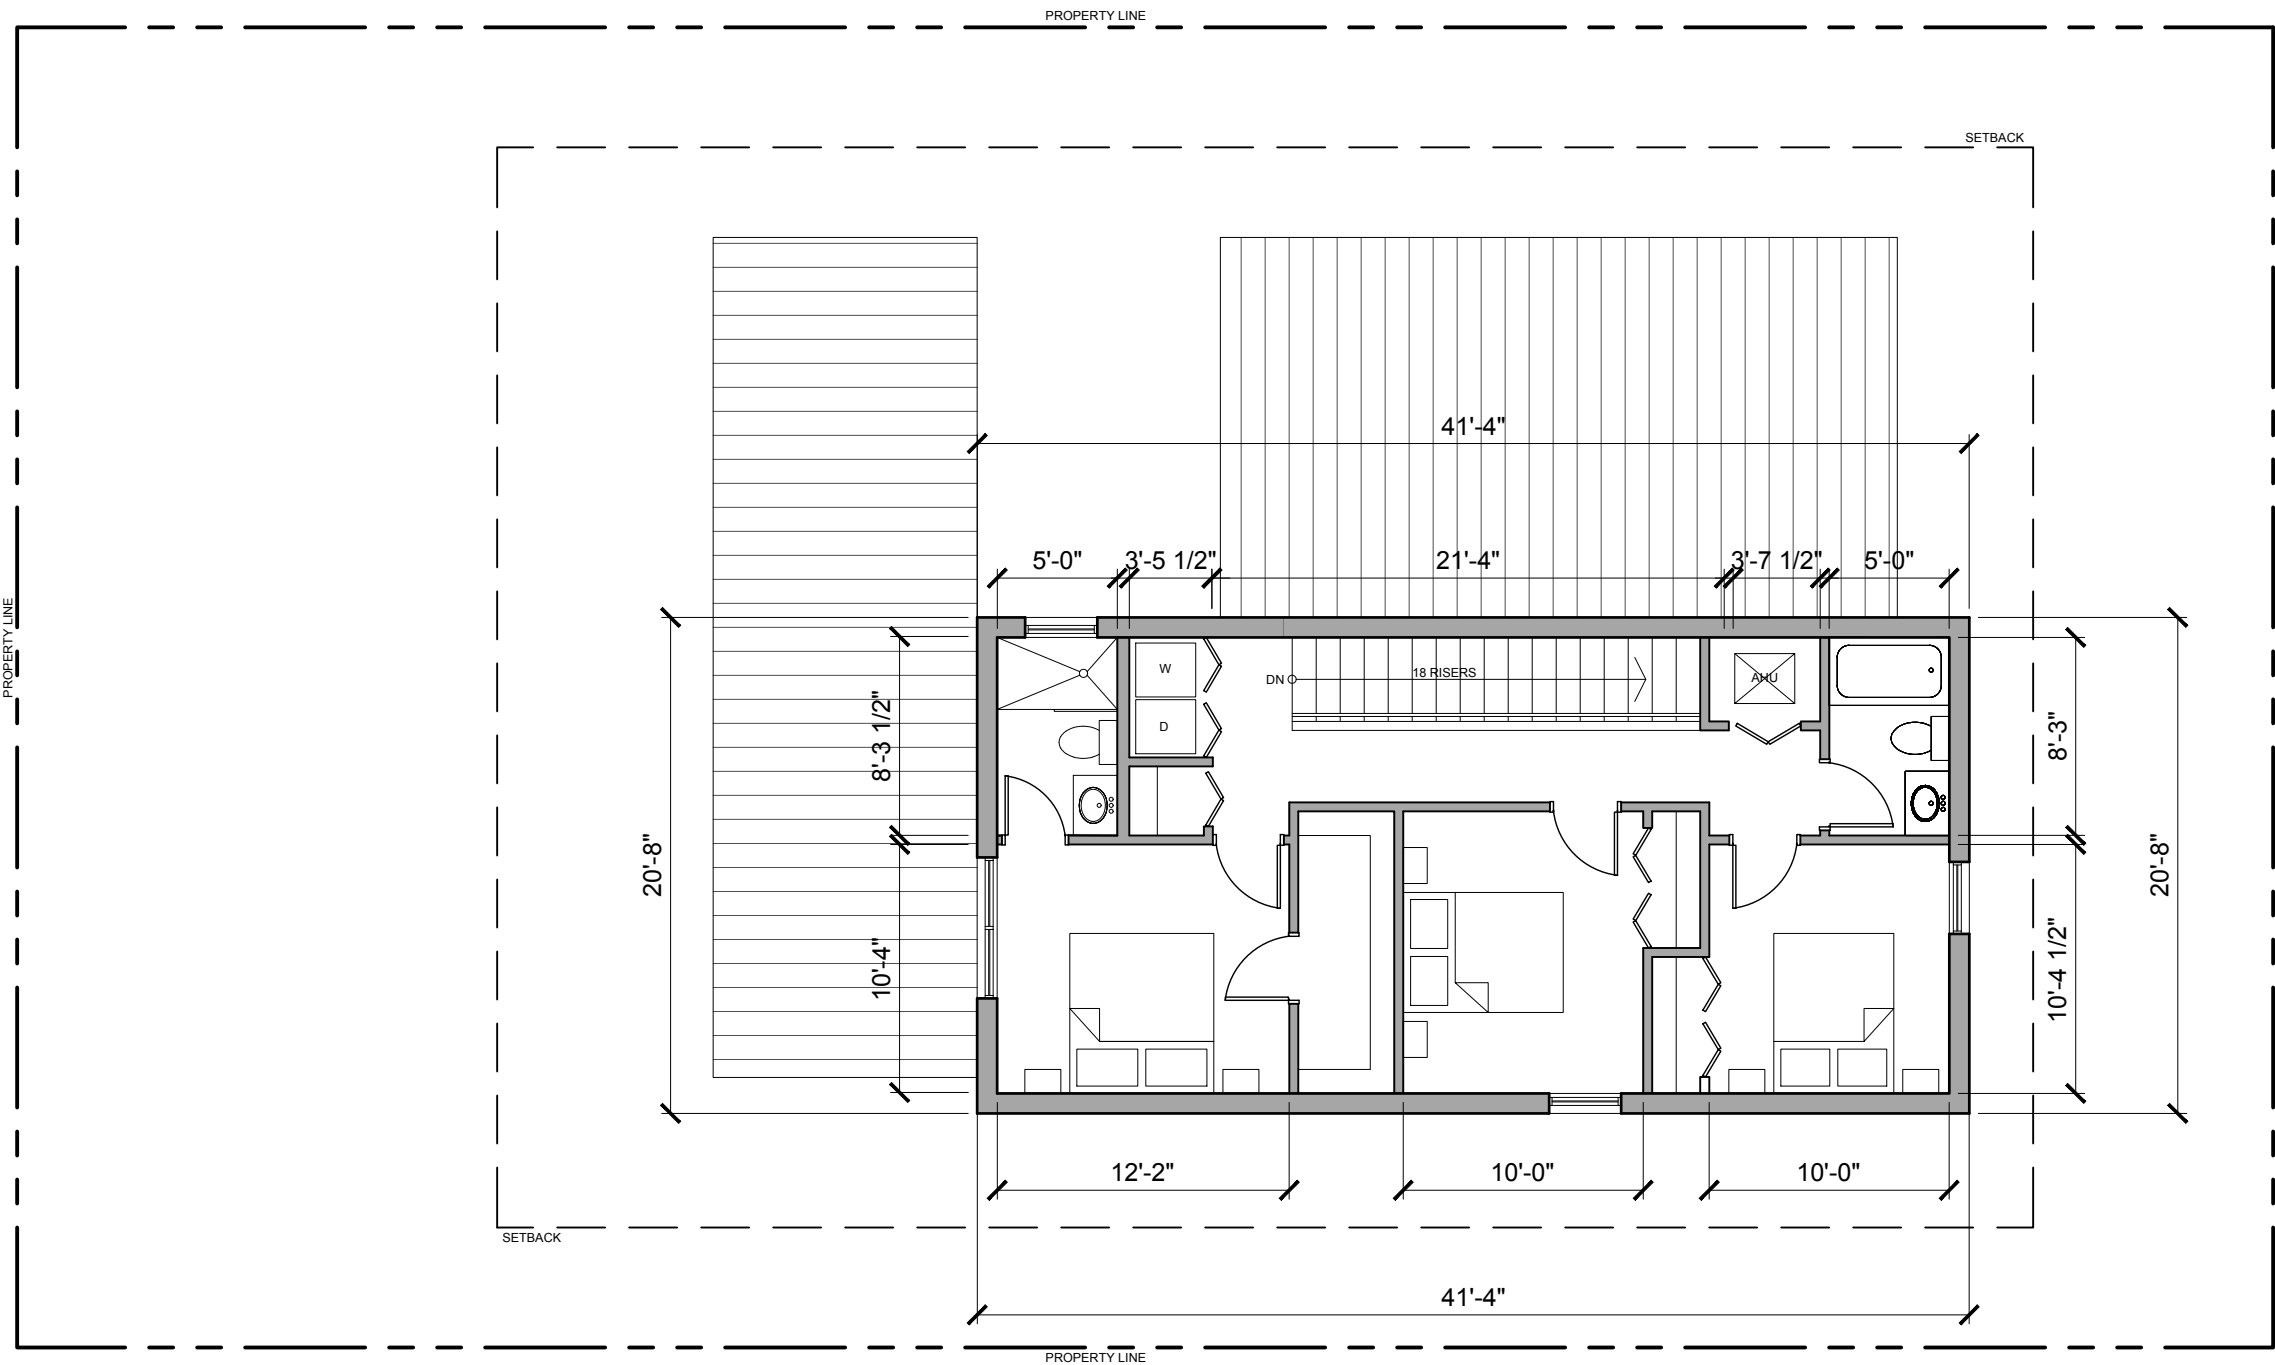 PROPERTY LINE
SETBACK
41'-4"
5'-0"
3'-5 1/2"
21'-4"
3'-7 1/2"
5'-0"
PROPERTY LINE
W
DN
18 RISERS
AHU
D
8'-3 1/2"
8'-3"
20'-8"
20'-8"
10'-4"
10'-4 1/2"
12'-2"
10'-0"
10'-0"
SETBACK
41'-4"
PROPERTY LINE